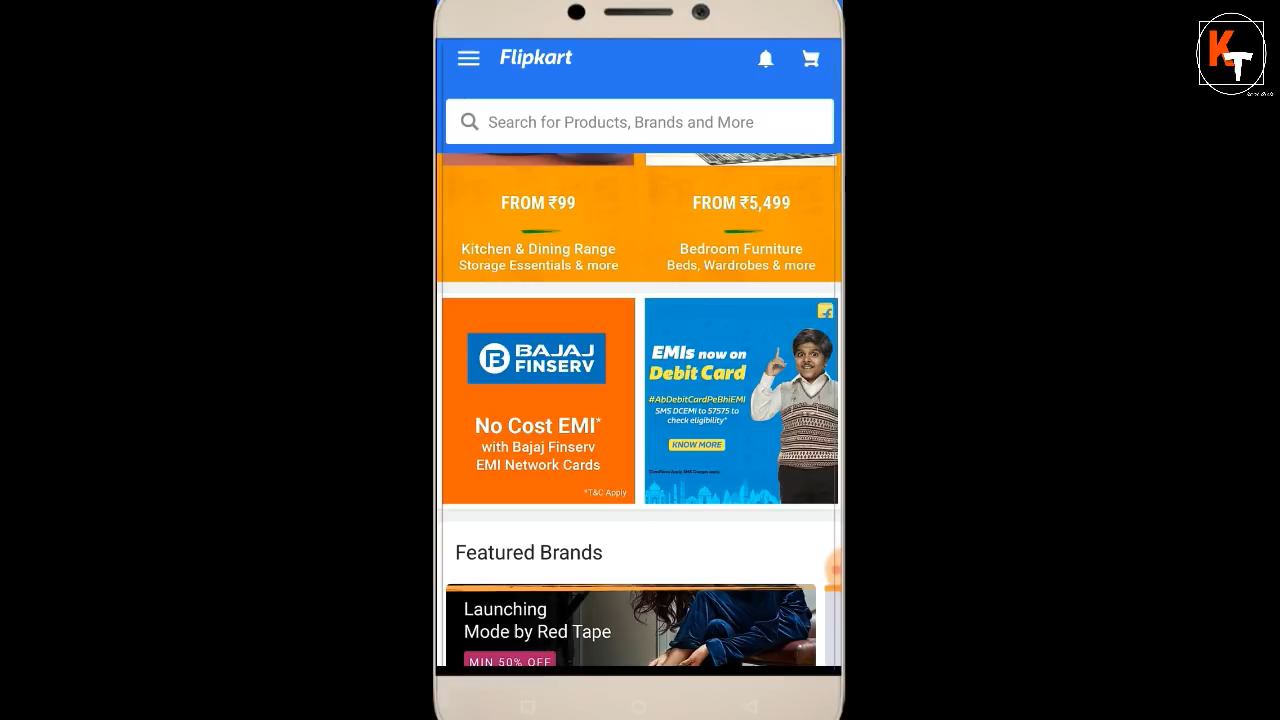 KT
Flipkart
Search for Products, Brands and More
FROM ₹99
Kitchen & Dining Range
Storage Essentials & more
FROM ₹5,499
Bedroom Furniture
Beds, Wardrobes & more
BAJAJ
FINSERV
No Cost EMI*
with Bajaj Finserv
EMI Network Cards
*T&C Apply
EMIs now on
Debit Card
#AbDebitCardPeBhiEMI
SMS DCEMI to 57575 to
check eligibility*
KNOW MORE
Featured Brands
Launching
Mode by Red Tape
MIN 50% OFF